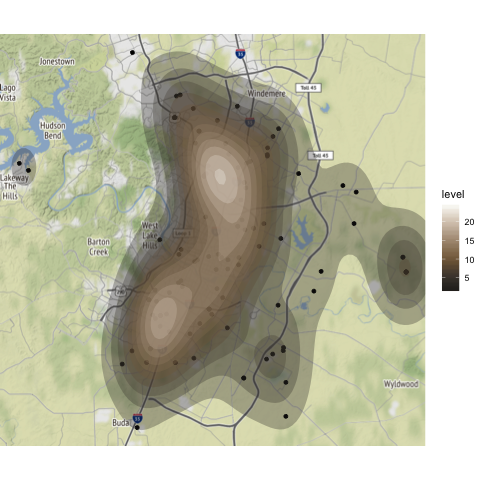 Jonestown
Lago
Vista
Hudson
Bend
Windemere
Toll 45
Toll 45
35
Lakeway
The
Hills
West
Lake
Hills
Barton
Creek
Wyldwood
Buda
level
20
15
10
5